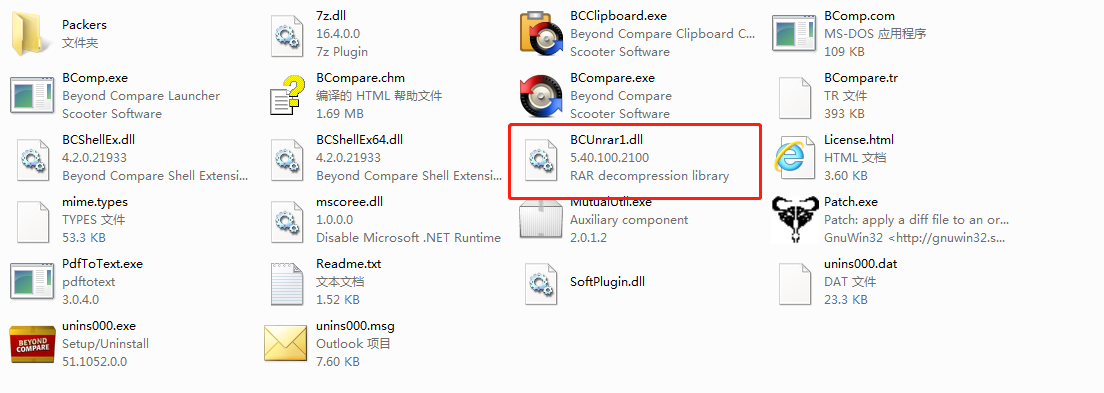 Packers
文件夹
7z.dll
16.4.0.0
7z Plugin
BCClipboard.exe
Beyond Compare Clipboard C...
Scooter Software
BComp.com
MS-DOS 应用程序
109 KB
BComp.exe
Beyond Compare Launcher
Scooter Software
BCompare.chm
编译的 HTML 帮助文件
1.69 MB
BCompare.exe
Beyond Compare
Scooter Software
BCompare.tr
TR 文件
393 KB
BCShellEx.dll
4.2.0.21933
Beyond Compare Shell Extensi...
BCShellEx64.dll
4.2.0.21933
Beyond Compare Shell Extensi...
BCUnrar1.dll
5.40.100.2100
RAR decompression library
License.html
HTML 文档
3.60 KB
mime.types
TYPES 文件
53.3 KB
mscoree.dll
1.0.0.0
Disable Microsoft .NET Runtime
MutualUtil.exe
Auxiliary component
2.0.1.2
Patch.exe
Patch: apply a diff file to an or...
GnuWin32 <http://gnuwin32.s...
PdfToText.exe
pdftotext
3.0.4.0
Readme.txt
文本文档
1.52 KB
SoftPlugin.dll
unins000.dat
DAT 文件
23.3 KB
BEYOND
COMPARE
unins000.exe
Setup/Uninstall
51.1052.0.0
unins000.msg
Outlook 项目
7.60 KB